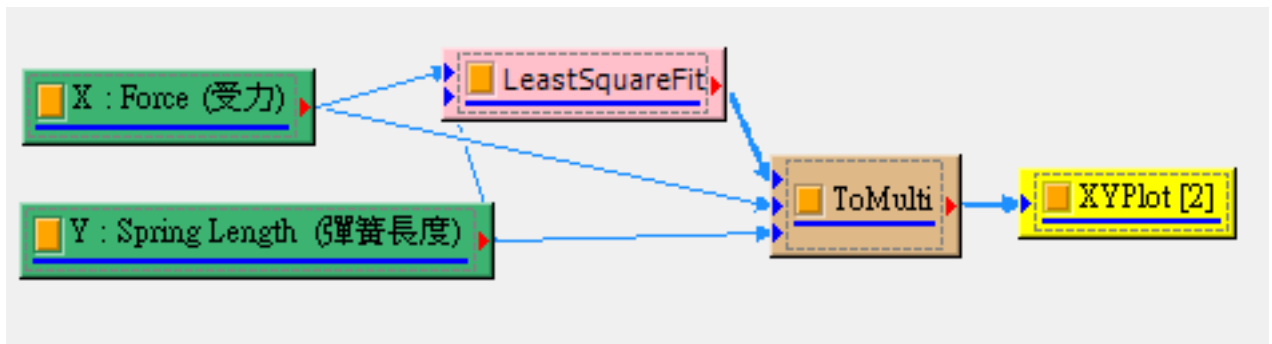 X : Force (受力)
LeastSquareFit
Y : Spring Length (彈簧長度)
ToMulti
XYPlot [2]